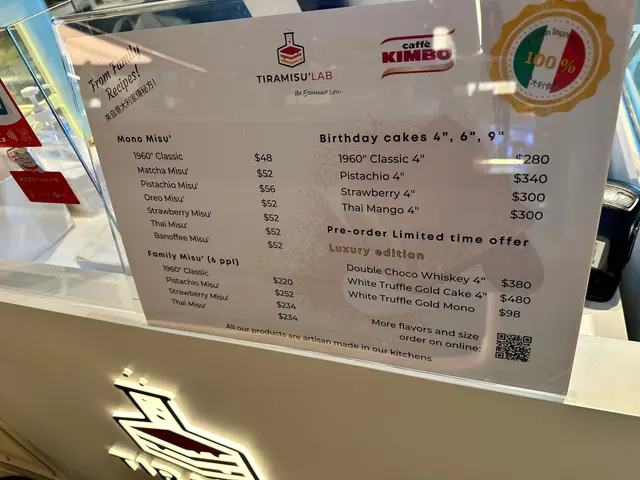 From Family
Recipes!
來自意大利家傳秘方!
TIRAMISU'LAB
By Ermanno Lelli
caffè
KIMBO
100%
Mono Misu'
1960" Classic $48
Matcha Misu' $52
Pistachio Misu' $56
Oreo Misu' $52
Strawberry Misu' $52
Thai Misu' $52
Banoffee Misu' $52
Family Misu' (6 ppl)
1960" Classic $220
Pistachio Misu' $252
Strawberry Misu' $234
Thai Misu' $234
Birthday cakes 4", 6", 9"
1960" Classic 4" $280
Pistachio 4" $340
Strawberry 4" $300
Thai Mango 4" $300
Pre-order Limited time offer
Luxury edition
Double Choco Whiskey 4" $380
White Truffle Gold Cake 4" $480
White Truffle Gold Mono $98
More flavors and size
order on online:
All our products are artisan made in our kitchens